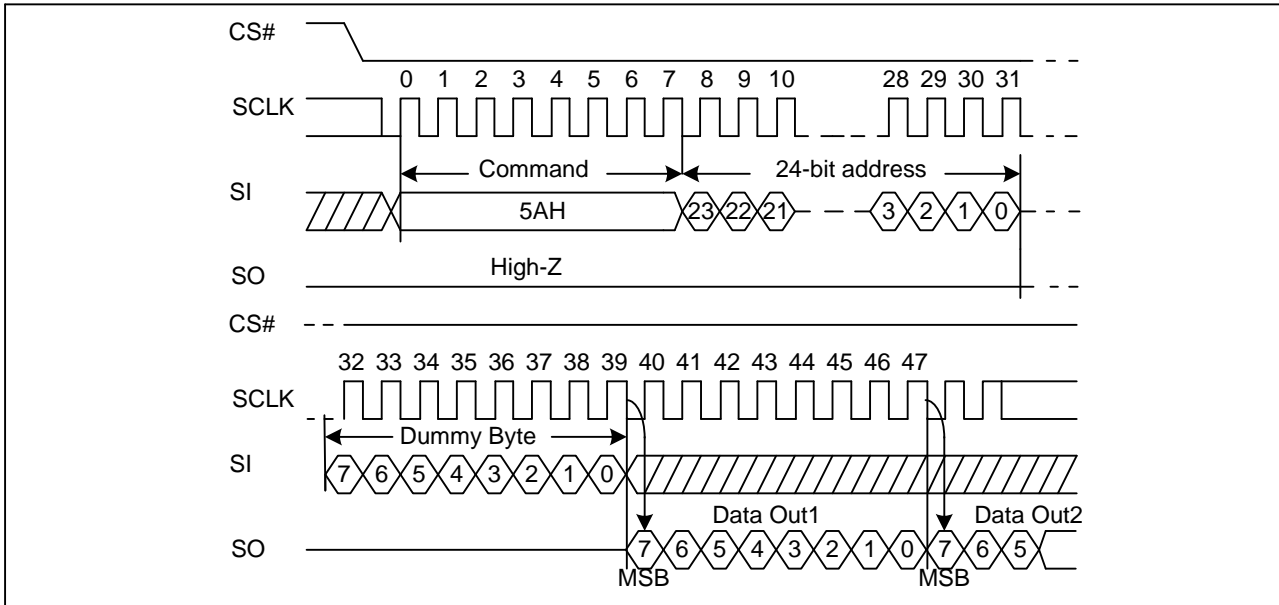 CS#
0 1 2 3 4 5 6 7 8 9 10 28 29 30 31
SCLK
Command 24-bit address
SI
5AH 23 22 21 3 2 1 0
High-Z
SO
CS#
32 33 34 35 36 37 38 39 40 41 42 43 44 45 46 47
SCLK
Dummy Byte
SI
7 6 5 4 3 2 1 0
Data Out1 Data Out2
SO
7 6 5 4 3 2 1 0 7 6 5
MSB MSB